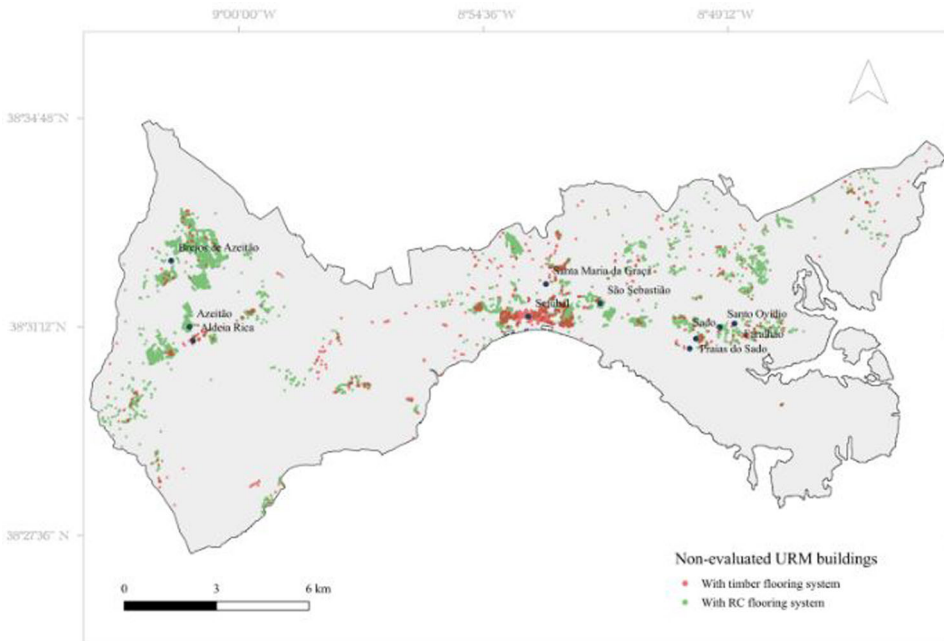 9°00'00"W
8°54'36"W
8°49'12"W
38°34'48" N
38°31'12"N
38°27'36" N
Brejos de Azeitão
Azeitão
Aldeia Rica
Santa Maria da Graça
São Sebastião
Setúbal
Santo Ovídio
Sado
Faralhão
Praias do Sado
Non-evaluated URM buildings
With timber flooring system
With RC flooring system
0 3 6 km